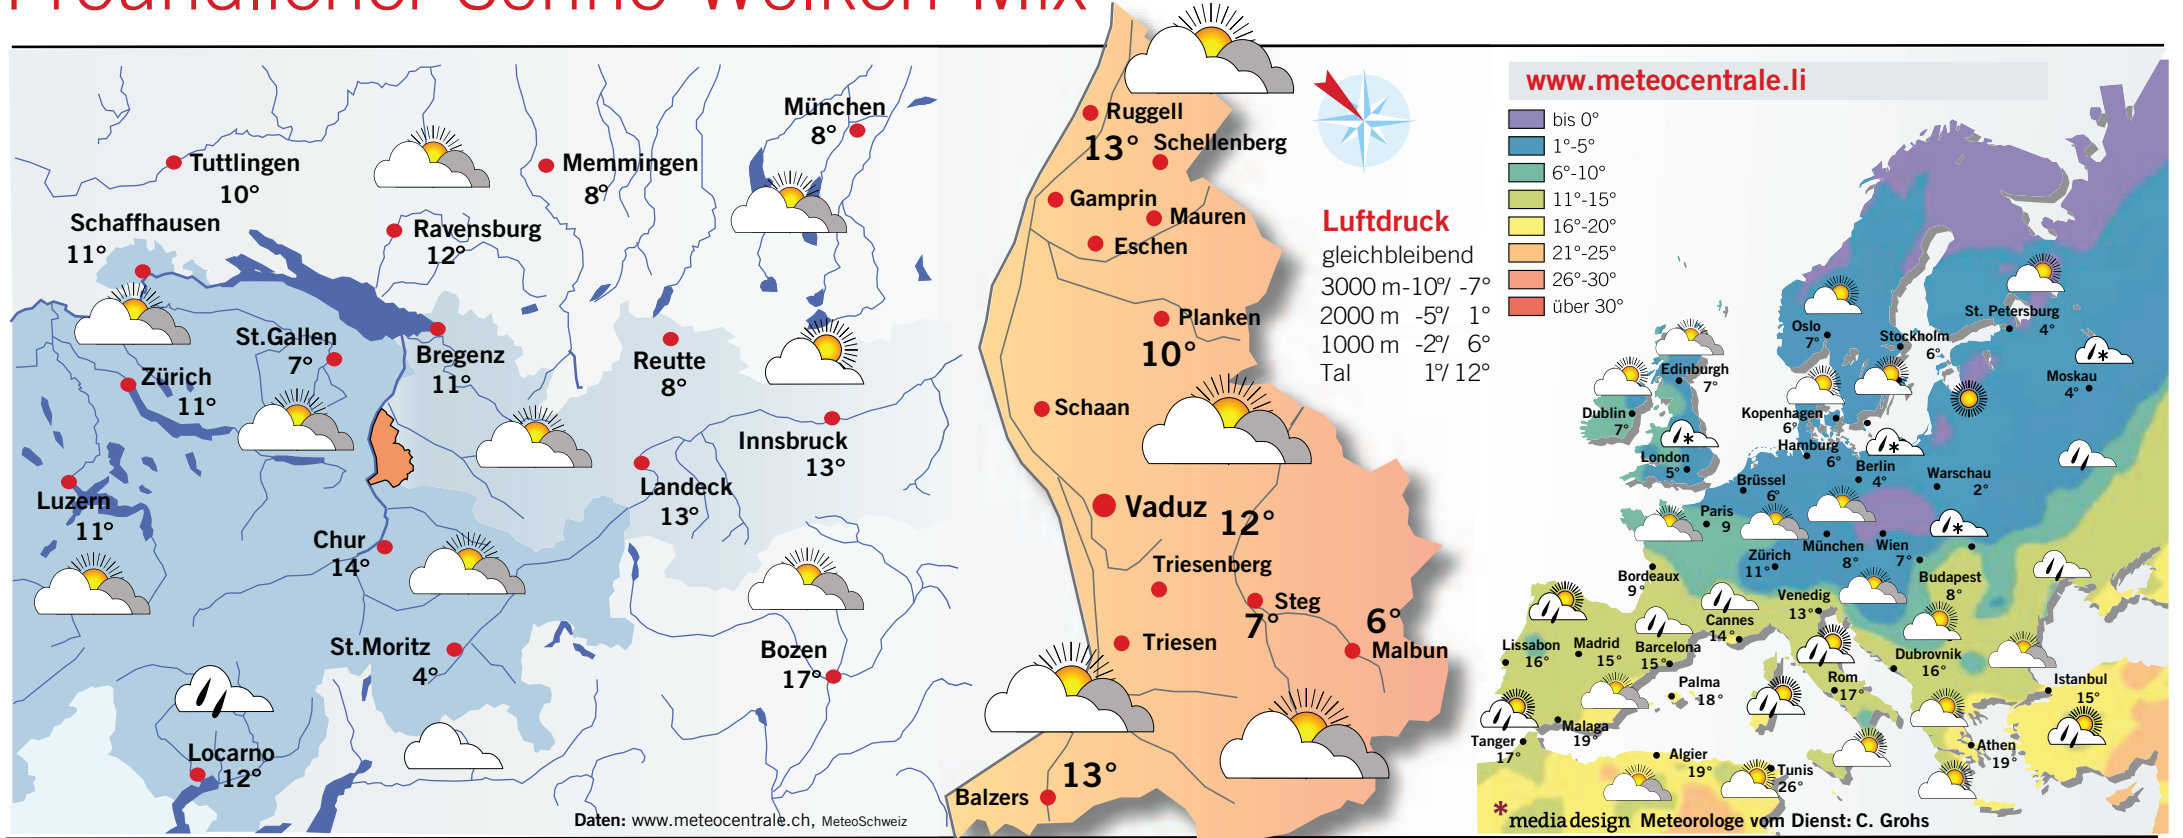 Freundlicher Sonne-Wolken-Mix
München
8°
Tuttlingen
10°
Memmingen
8°
Schaffhausen
11°
Ravensburg
12°
St.Gallen
7°
Bregenz
11°
Reutte
8°
Zürich
11°
Innsbruck
13°
Landeck
13°
Luzern
11°
Chur
14°
St.Moritz
4°
Bozen
17°
Locarno
12°
Daten: www.meteocentrale.ch, MeteoSchweiz
Ruggell
13°
Schellenberg
Gamprin
Mauren
Eschen
Planken
10°
Schaan
Vaduz 12°
Triesenberg
Steg
7°
6°
Malbun
Triesen
13°
Balzers
Luftdruck
gleichbleibend
3000 m -10°/ -7°
2000 m -5°/ 1°
1000 m -2°/ 6°
Tal 1°/ 12°
www.meteocentrale.li
bis 0°
1°-5°
6°-10°
11°-15°
16°-20°
21°-25°
26°-30°
über 30°
Oslo
7°
Stockholm
6°
St. Petersburg
4°
Edinburgh
7°
Moskau
4°
Dublin
7°
Kopenhagen
6°
Hamburg
6°
London
5°
Berlin
4°
Warschau
2°
Brüssel
6°
Paris
9
Zürich
11°
München
8°
Wien
7°
Budapest
8°
Bordeaux
9°
Venedig
13°
Cannes
14°
Lissabon
16°
Madrid
15°
Barcelona
15°
Dubrovnik
16°
Palma
18°
Rom
17°
Istanbul
15°
Malaga
19°
Tanger
17°
Algier
19°
Tunis
26°
Athen
19°
* mediadesign Meteorologe vom Dienst: C. Grohs